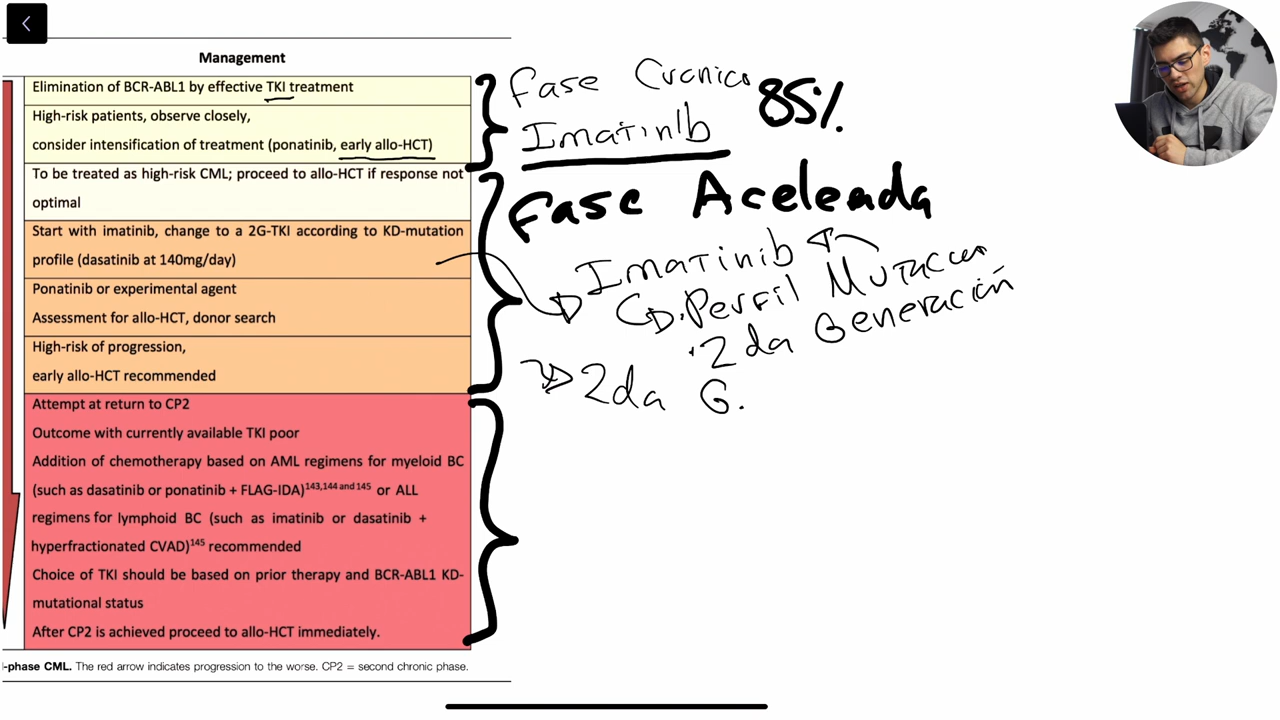 Management
Elimination of BCR-ABL1 by effective TKI treatment
High-risk patients, observe closely,
consider intensification of treatment (ponatinib, early allo-HCT)
To be treated as high-risk CML; proceed to allo-HCT if response not
optimal
Start with imatinib, change to a 2G-TKI according to KD-mutation
profile (dasatinib at 140mg/day)
Ponatinib or experimental agent
Assessment for allo-HCT, donor search
High-risk of progression,
early allo-HCT recommended
Attempt at return to CP2
Outcome with currently available TKI poor
Addition of chemotherapy based on AML regimens for myeloid BC
(such as dasatinib or ponatinib + FLAG-IDA)143,144 and 145 or ALL
regimens for lymphoid BC (such as imatinib or dasatinib +
hyperfractionated CVAD)145 recommended
Choice of TKI should be based on prior therapy and BCR-ABL1 KD-
mutational status
After CP2 is achieved proceed to allo-HCT immediately.
-phase CML. The red arrow indicates progression to the worse. CP2 = second chronic phase.
Fase Cronica
85%
Imatinib
Fase Acelerada
Imatinib
Perfil
2da Generación
2da G.